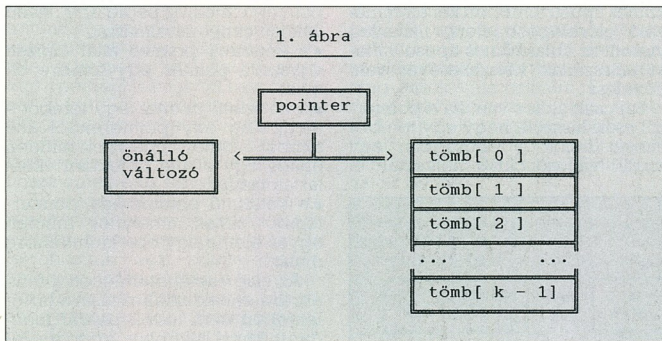 1. ábra
pointer
önálló
változó
tömb[ 0 ]
tömb[ 1 ]
tömb[ 2 ]
... ...
tömb[ k - 1]